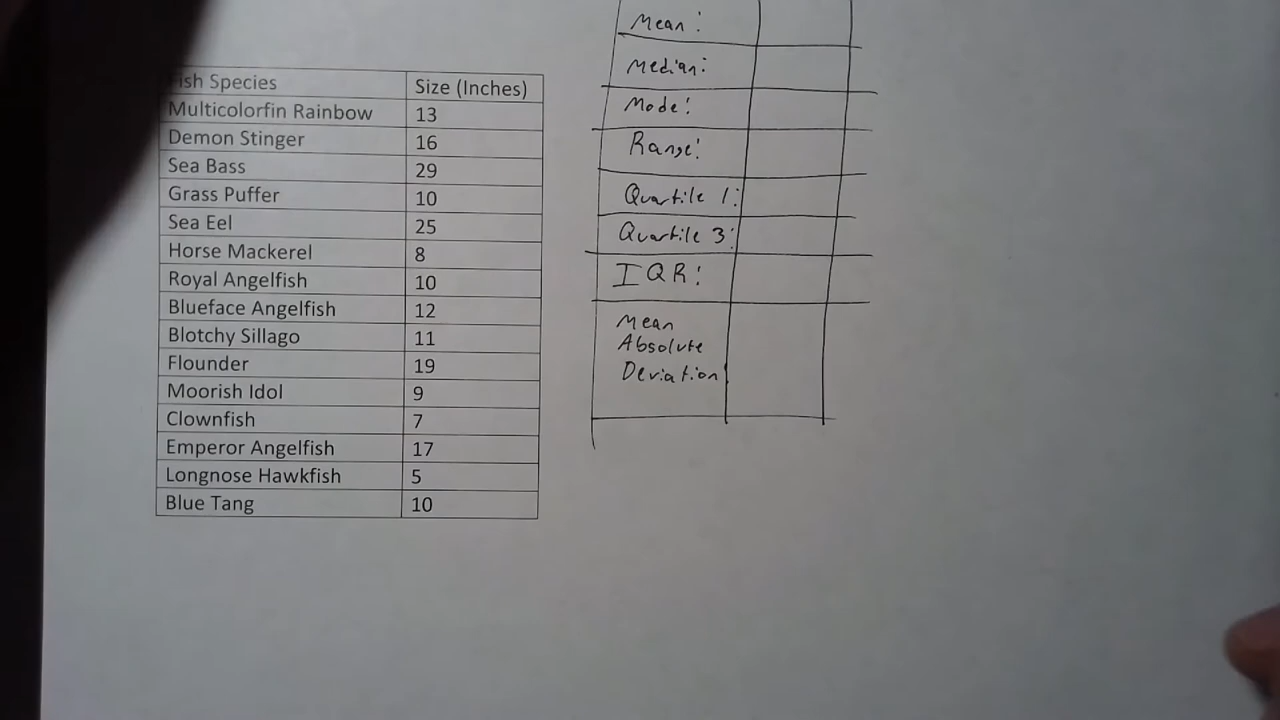 Fish Species Size (Inches)
Multicolorfin Rainbow 13
Demon Stinger 16
Sea Bass 29
Grass Puffer 10
Sea Eel 25
Horse Mackerel 8
Royal Angelfish 10
Blueface Angelfish 12
Blotchy Sillago 11
Flounder 19
Moorish Idol 9
Clownfish 7
Emperor Angelfish 17
Longnose Hawkfish 5
Blue Tang 10
Mean:
Median:
Mode:
Range:
Quartile 1:
Quartile 3:
IQR:
Mean
Absolute
Deviation